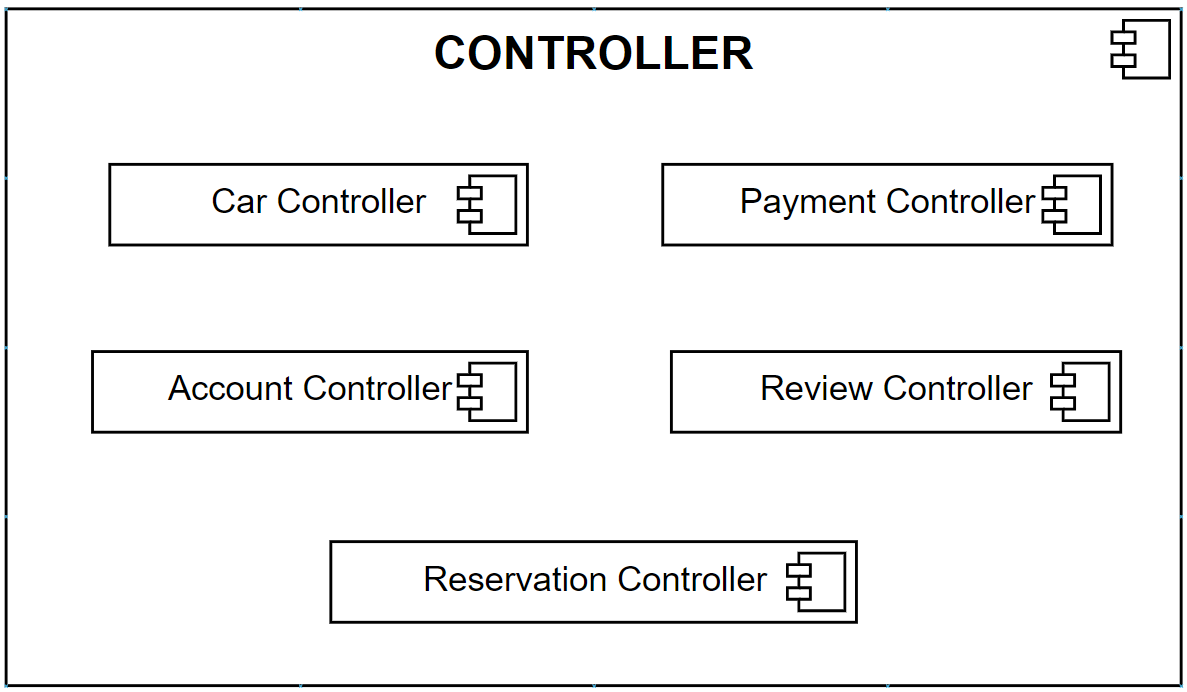 CONTROLLER
Car Controller
Payment Controller
Account Controller
Review Controller
Reservation Controller